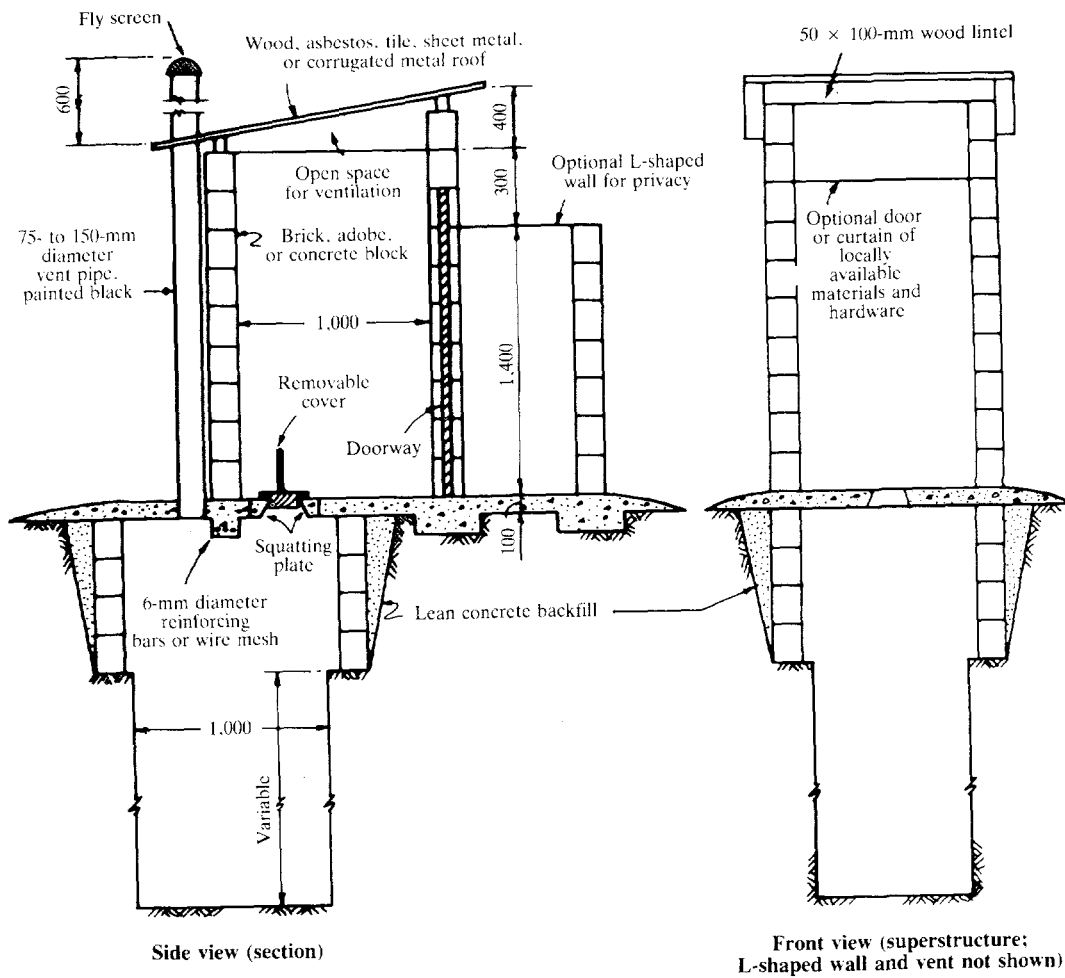 Fly screen
Wood, asbestos, tile, sheet metal,
or corrugated metal roof
50 × 100-mm wood lintel
600
400
Open space
for ventilation
300
Optional L-shaped
wall for privacy
75- to 150-mm
diameter
vent pipe,
painted black
Brick, adobe,
or concrete block
Optional door
or curtain of
locally
available
materials and
hardware
1,000
1,400
Removable
cover
Doorway
Squatting
plate
100
6-mm diameter
reinforcing
bars or wire mesh
Lean concrete backfill
1,000
Variable
Side view (section)
Front view (superstructure;
L-shaped wall and vent not shown)